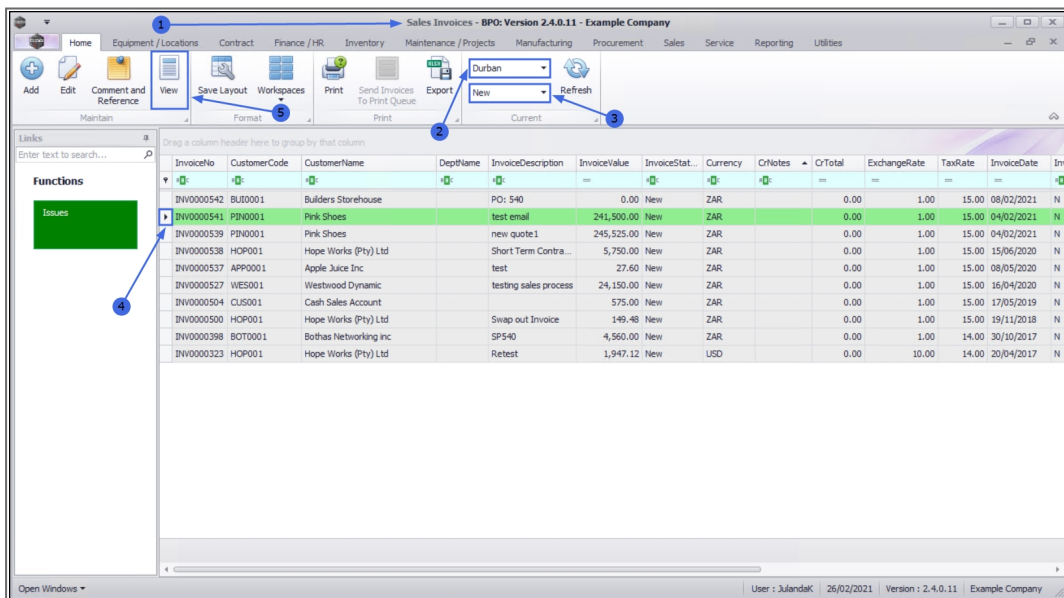 Sales Invoices - BPO: Version 2.4.0.11 - Example Company
1
Home Equipment / Locations Contract Finance / HR Inventory Maintenance / Projects Manufacturing Procurement Sales Service Reporting Utilities
Add Edit Comment and Reference View Save Layout Workspaces Print Send Invoices To Print Queue Export Durban New Refresh
5 2 3
Maintain Format Print Current
Links
Enter text to search...
Functions
Issues
4
Drag a column header here to group by that column
InvoiceNo CustomerCode CustomerName DeptName InvoiceDescription InvoiceValue InvoiceStat... Currency CrNotes CrTotal ExchangeRate TaxRate InvoiceDate
INV0000542 BUI0001 Builders Storehouse PO: 540 0.00 New ZAR 0.00 1.00 15.00 08/02/2021 N
INV0000541 PIN0001 Pink Shoes test email 241,500.00 New ZAR 0.00 1.00 15.00 04/02/2021 N
INV0000539 PIN0001 Pink Shoes new quote1 245,525.00 New ZAR 0.00 1.00 15.00 04/02/2021 N
INV0000538 HOP001 Hope Works (Pty) Ltd Short Term Contra... 5,750.00 New ZAR 0.00 1.00 15.00 15/06/2020 N
INV0000537 APP0001 Apple Juice Inc test 27.60 New ZAR 0.00 1.00 15.00 08/05/2020 N
INV0000527 WES001 Westwood Dynamic testing sales process 24,150.00 New ZAR 0.00 1.00 15.00 16/04/2020 N
INV0000504 CUS001 Cash Sales Account 575.00 New ZAR 0.00 1.00 15.00 17/05/2019 N
INV0000500 HOP001 Hope Works (Pty) Ltd Swap out Invoice 149.48 New ZAR 0.00 1.00 15.00 19/11/2018 N
INV0000398 BOT0001 Bothas Networking inc SP540 4,560.00 New ZAR 0.00 1.00 14.00 30/10/2017 N
INV0000323 HOP001 Hope Works (Pty) Ltd Retest 1,947.12 New USD 0.00 10.00 14.00 20/04/2017 N
Open Windows User : JulandaK 26/02/2021 Version : 2.4.0.11 Example Company